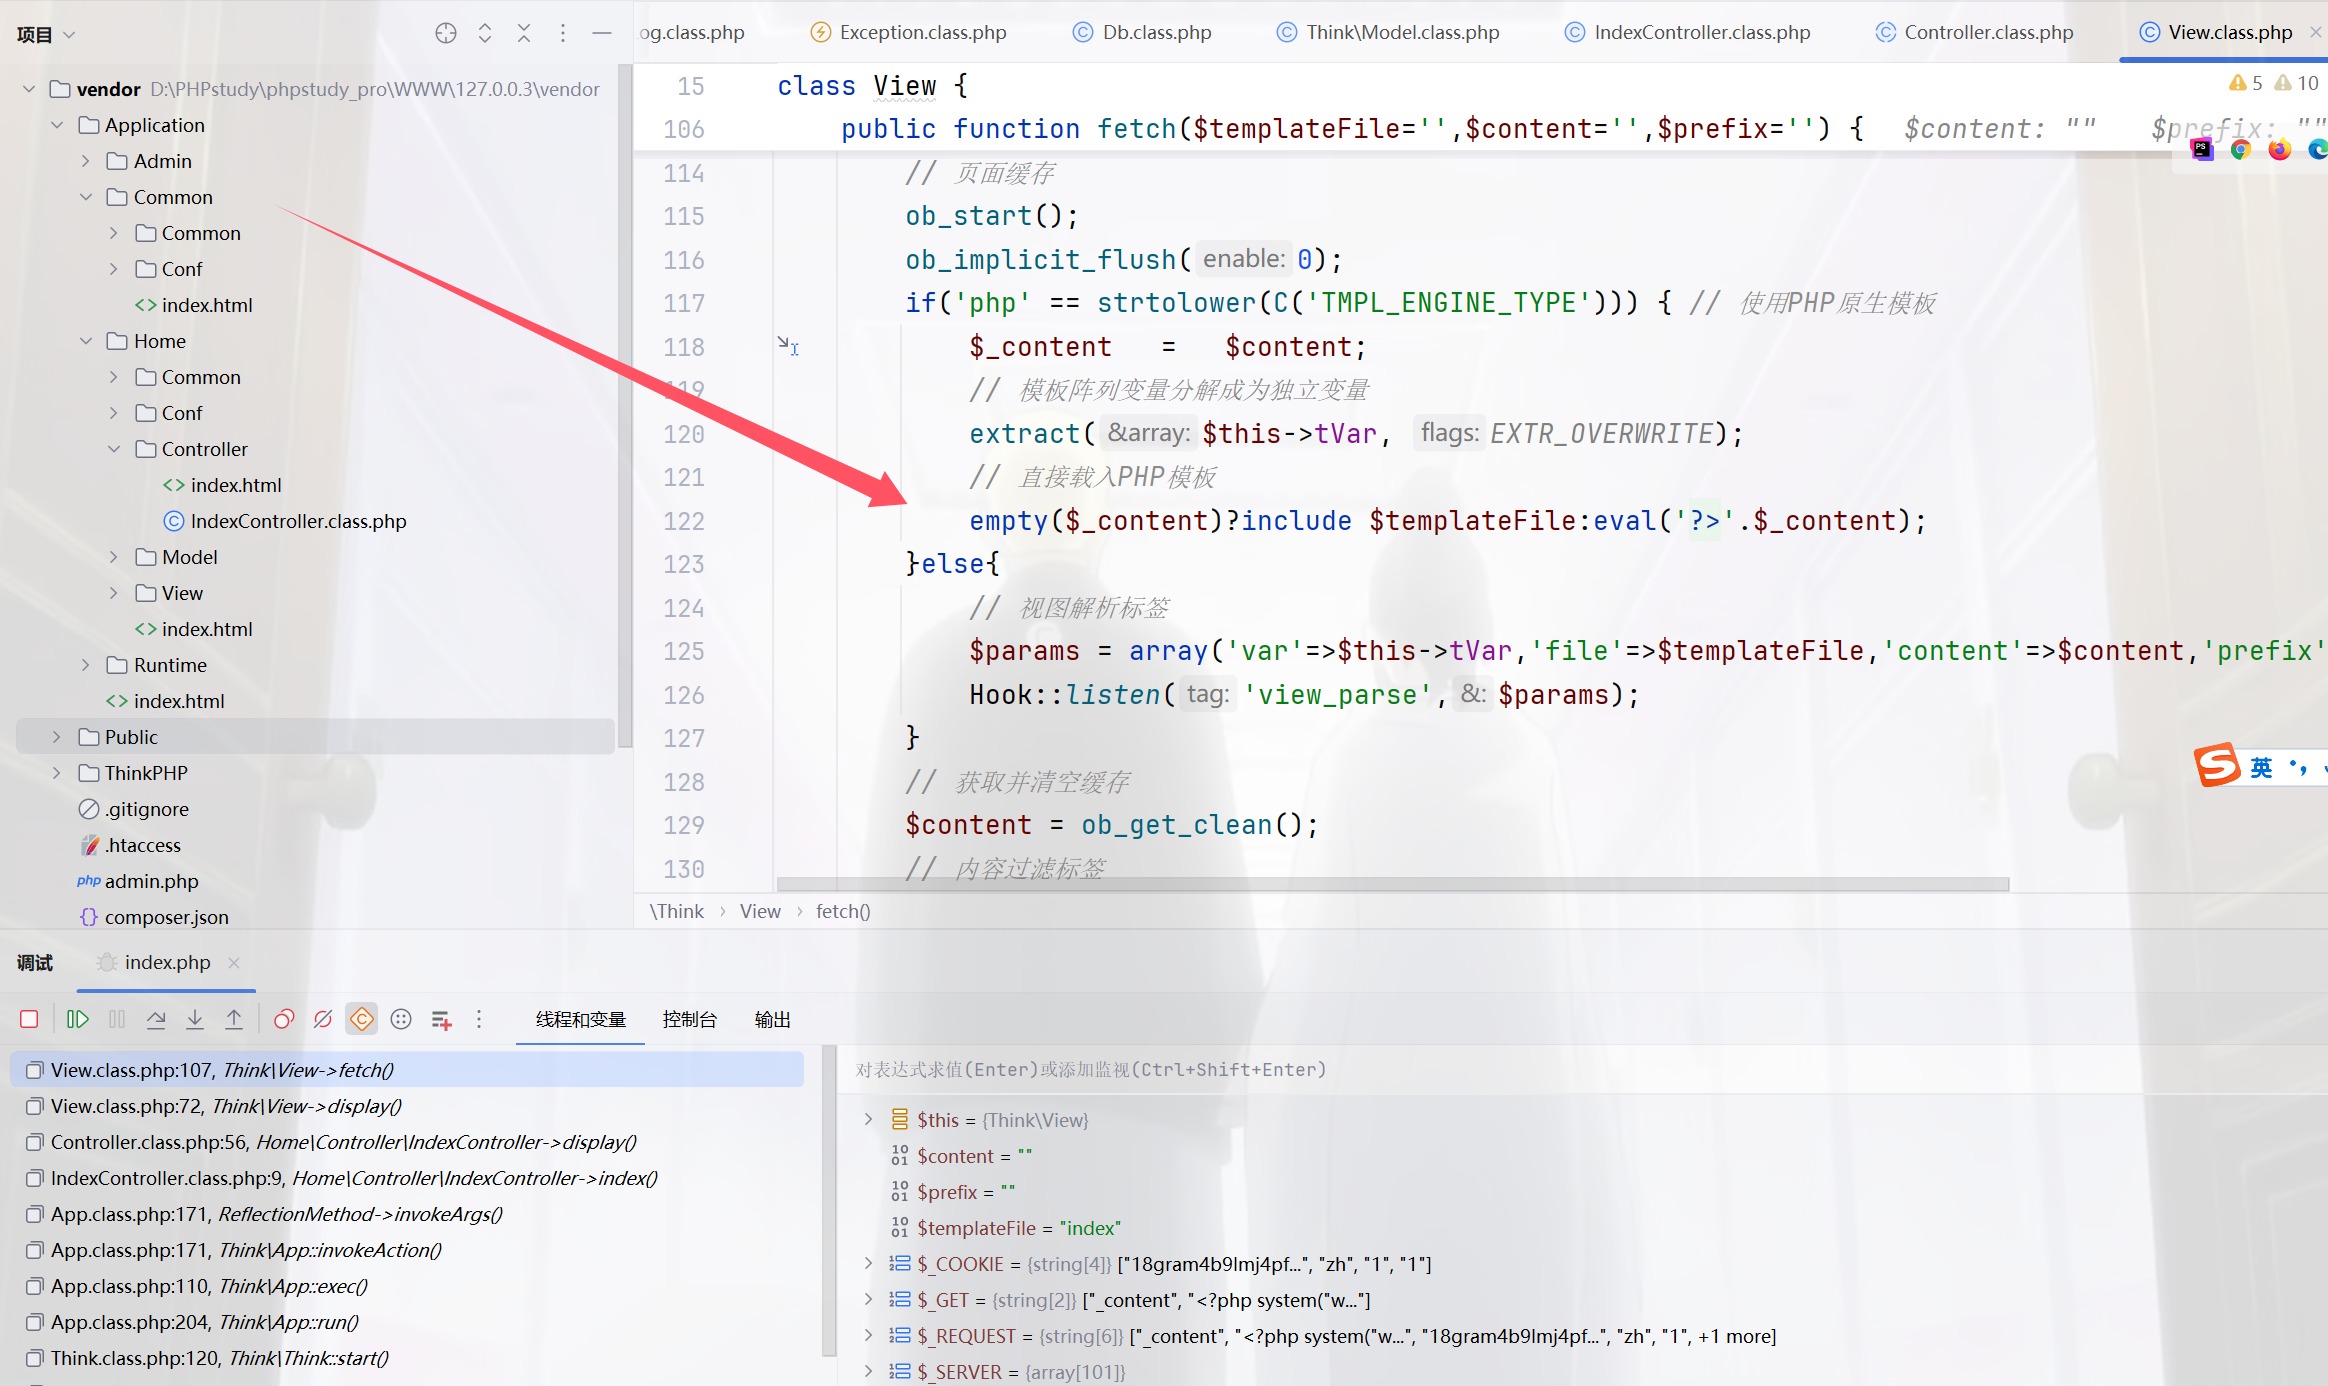 项目
vendor D:\PHPstudy\phpstudy_pro\WWW\127.0.0.3\vendor
Application
Admin
Common
Common
Conf
index.html
Home
Common
Conf
Controller
index.html
IndexController.class.php
Model
View
index.html
Runtime
index.html
Public
ThinkPHP
.gitignore
.htaccess
php admin.php
composer.json
og.class.php Exception.class.php Db.class.php Think\Model.class.php IndexController.class.php Controller.class.php View.class.php
5 10
15 class View {
106 public function fetch($templateFile='',$content='',$prefix='') { $content: "" $prefix: ""
114 // 页面缓存
115 ob_start();
116 ob_implicit_flush( enable: 0);
117 if('php' == strtolower(C('TMPL_ENGINE_TYPE'))) { // 使用PHP原生模板
118 $_content = $content;
119 // 模板阵列变量分解成为独立变量
120 extract( &array: $this->tVar, flags: EXTR_OVERWRITE);
121 // 直接载入PHP模板
122 empty($_content)?include $templateFile:eval('?>'.$_content);
123 }else{
124 // 视图解析标签
125 $params = array('var'=>$this->tVar,'file'=>$templateFile,'content'=>$content,'prefix'
126 Hook::listen( tag: 'view_parse', &: $params);
127 }
128 // 获取并清空缓存
129 $content = ob_get_clean();
130 // 内容过滤标签
\Think › View › fetch()
英
调试 index.php
线程和变量 控制台 输出
View.class.php:107, Think\View->fetch()
View.class.php:72, Think\View->display()
Controller.class.php:56, Home\Controller\IndexController->display()
IndexController.class.php:9, Home\Controller\IndexController->index()
App.class.php:171, ReflectionMethod->invokeArgs()
App.class.php:171, Think\App::invokeAction()
App.class.php:110, Think\App::exec()
App.class.php:204, Think\App::run()
Think.class.php:120, Think\Think::start()
对表达式求值(Enter)或添加监视(Ctrl+Shift+Enter)
$this = {Think\View}
$content = ""
$prefix = ""
$templateFile = "index"
$_COOKIE = {string[4]} ["18gram4b9lmj4pf...", "zh", "1", "1"]
$_GET = {string[2]} ["_content", "<?php system("w..."]
$_REQUEST = {string[6]} ["_content", "<?php system("w...", "18gram4b9lmj4pf...", "zh", "1", +1 more]
$_SERVER = {array[101]}